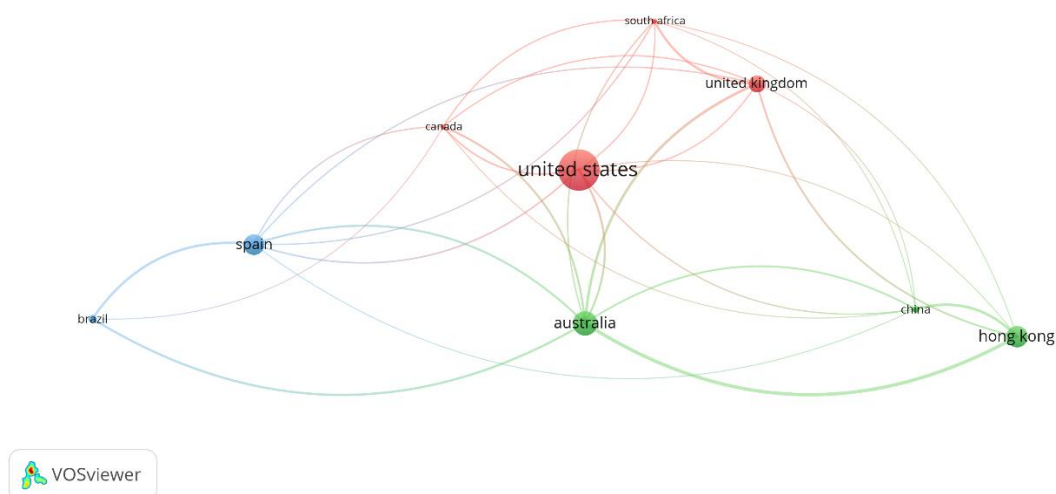 south africa
united kingdom
canada
united states
spain
brazil
australia
china
hong kong
VOSviewer